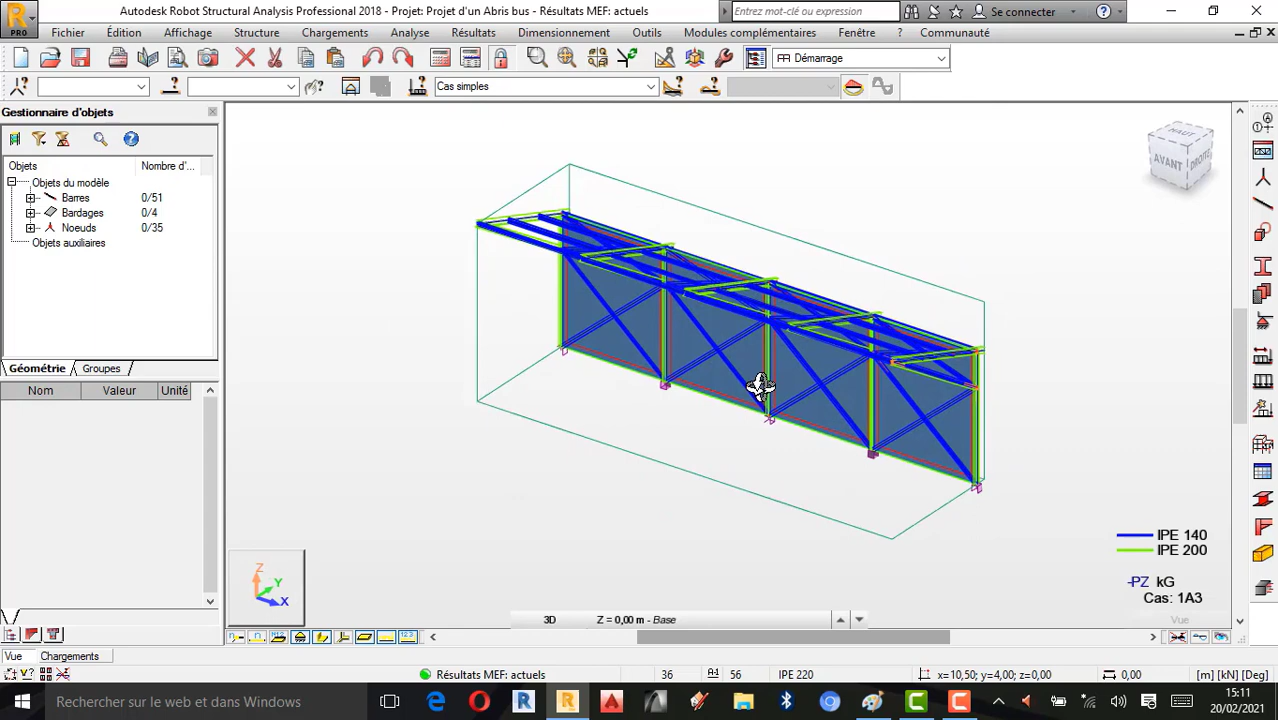 PRO
Autodesk Robot Structural Analysis Professional 2018 - Projet: Projet d'un Abris bus - Résultats MEF: actuels
Entrez mot-clé ou expression
Se connecter
Fichier Édition Affichage Structure Chargements Analyse Résultats Dimensionnement Outils Modules complémentaires Fenêtre ? Communauté
Démarrage
Cas simples
Gestionnaire d'objets
Objets Nombre d'...
Objets du modèle
Barres 0/51
Bardages 0/4
Noeuds 0/35
Objets auxiliaires
Géométrie Groupes
Nom Valeur Unité
HAUT
AVANT DROITE
IPE 140
IPE 200
-PZ kG
Cas: 1A3
Vue
Z
Y
X
3D Z = 0,00 m - Base
Vue Chargements
Résultats MEF: actuels 36 56 IPE 220 x=10,50; y=4,00; z=0,00 0,00 [m] [kN] [Deg]
Rechercher sur le web et dans Windows
15:11
20/02/2021